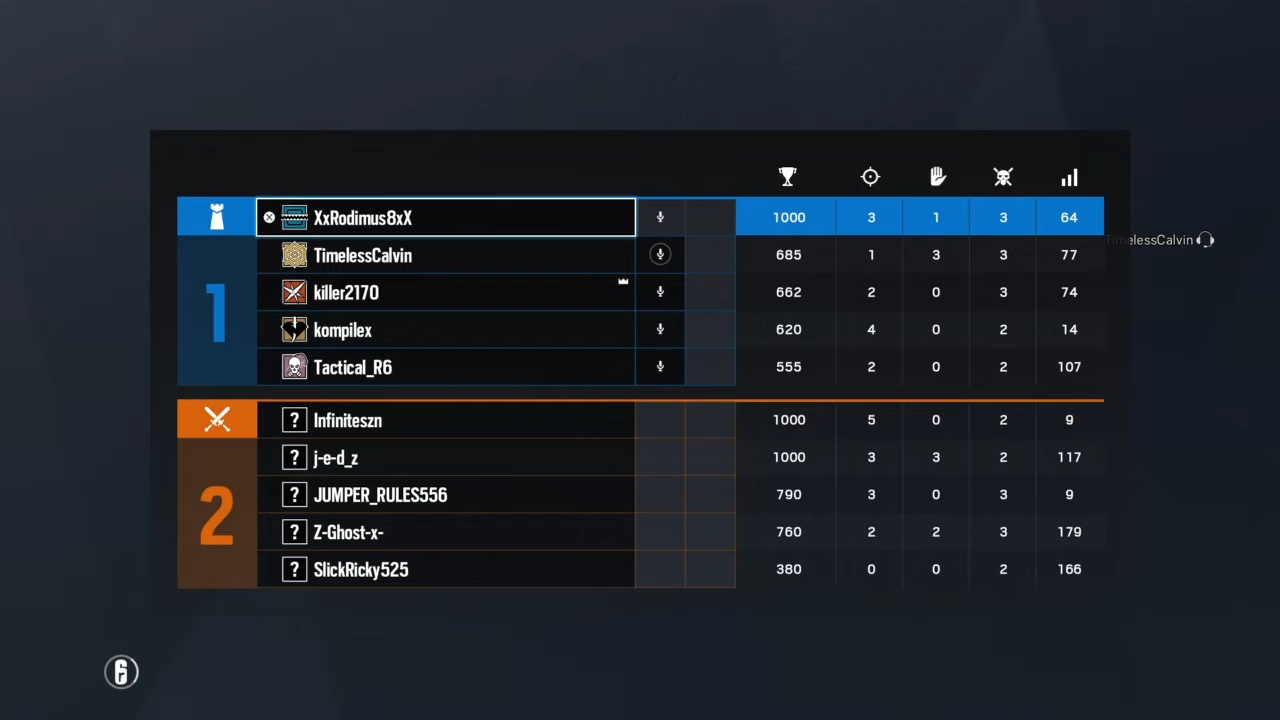 XxRodimus8xX 1000 3 1 3 64
TimelessCalvin 685 1 3 3 77
TimelessCalvin
1
killer2170 662 2 0 3 74
kompilex 620 4 0 2 14
Tactical_R6 555 2 0 2 107
? Infiniteszn 1000 5 0 2 9
? j-e-d_z 1000 3 3 2 117
2
? JUMPER_RULES556 790 3 0 3 9
? Z-Ghost-x- 760 2 2 3 179
? SlickRicky525 380 0 0 2 166
6